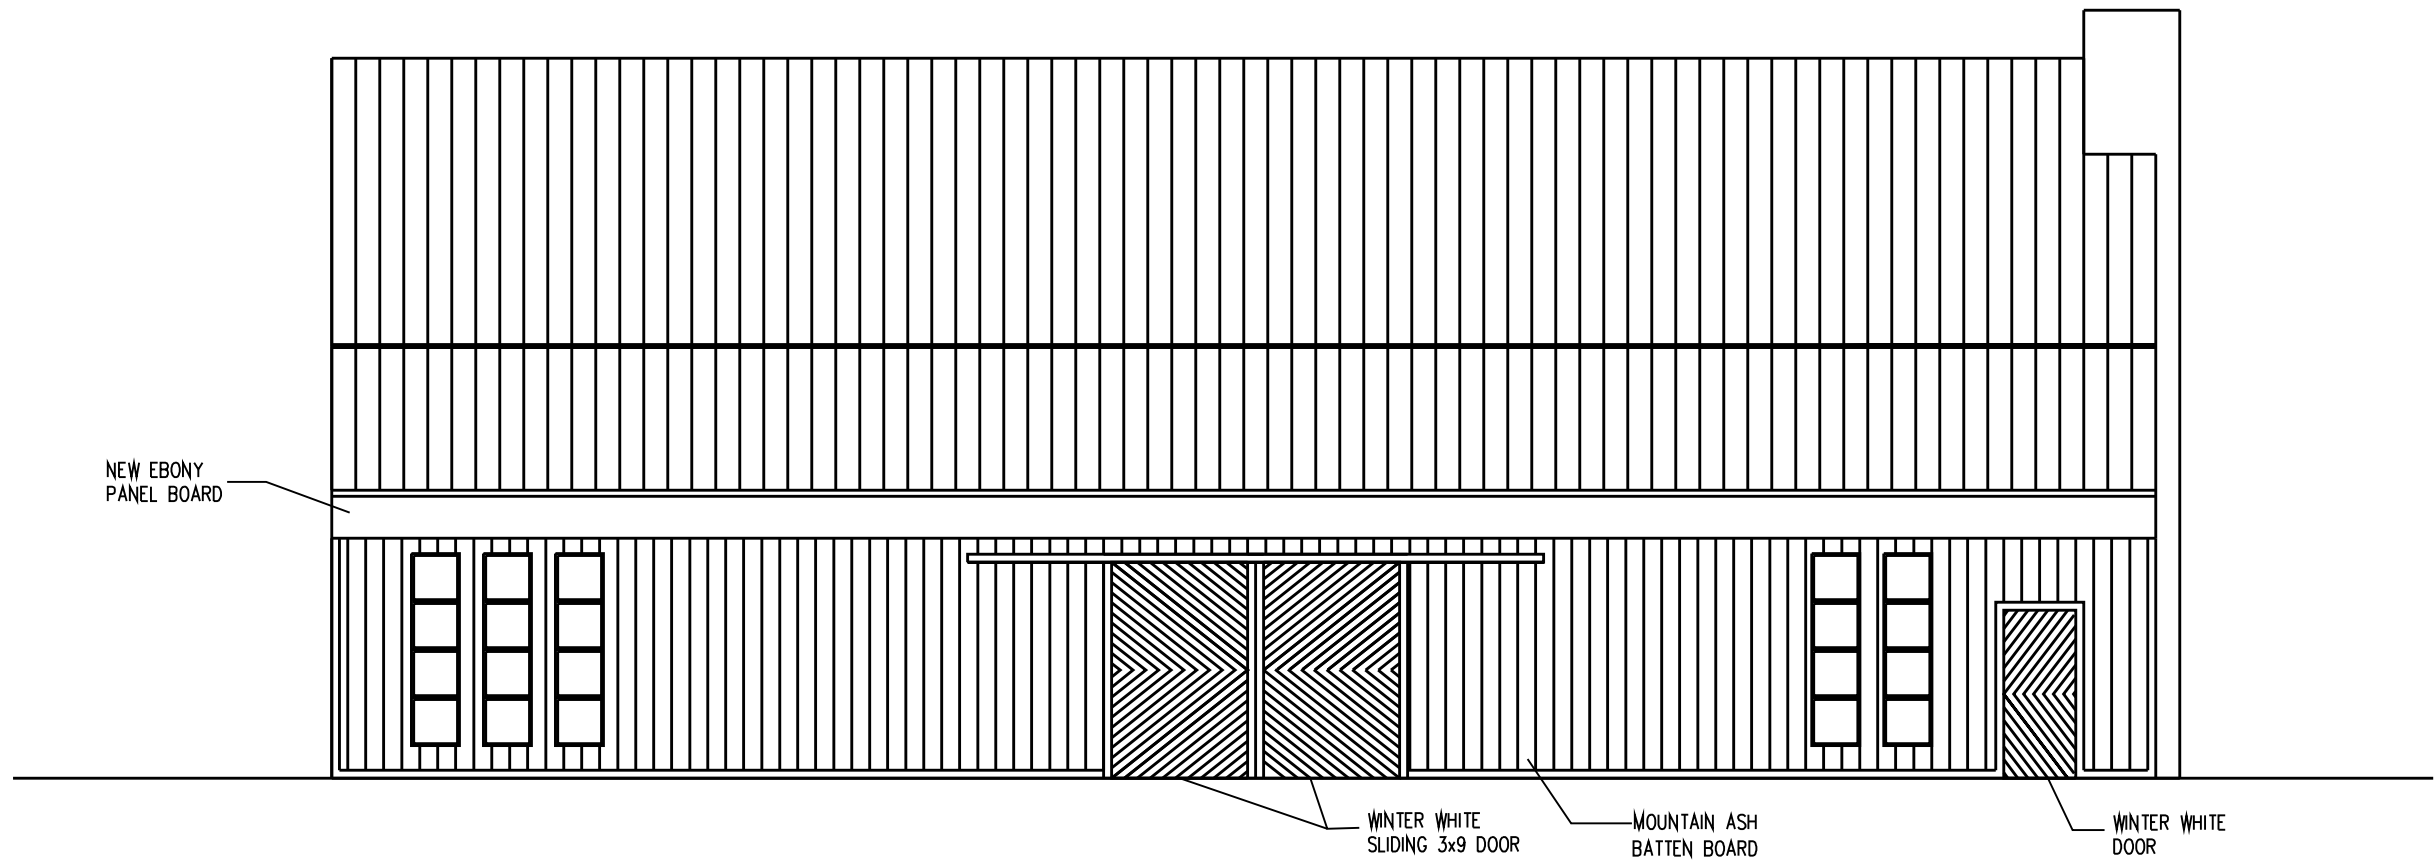 NEW EBONY
PANEL BOARD
WINTER WHITE
SLIDING 3x9 DOOR
MOUNTAIN ASH
BATTEN BOARD
WINTER WHITE
DOOR